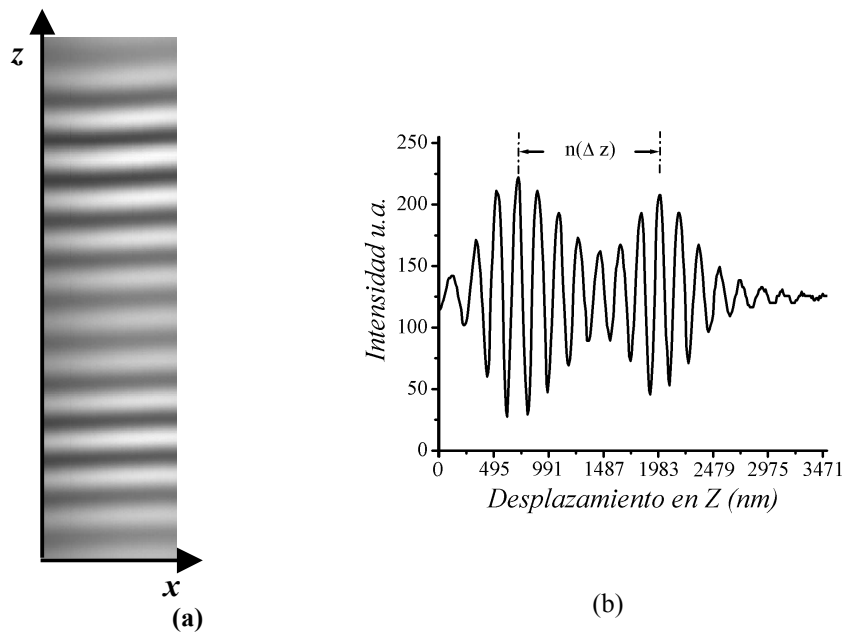 z
x
(a)
n(Δ z)
250
200
150
100
50
0
Intensidad u.a.
0 495 991 1487 1983 2479 2975 3471
Desplazamiento en Z (nm)
(b)